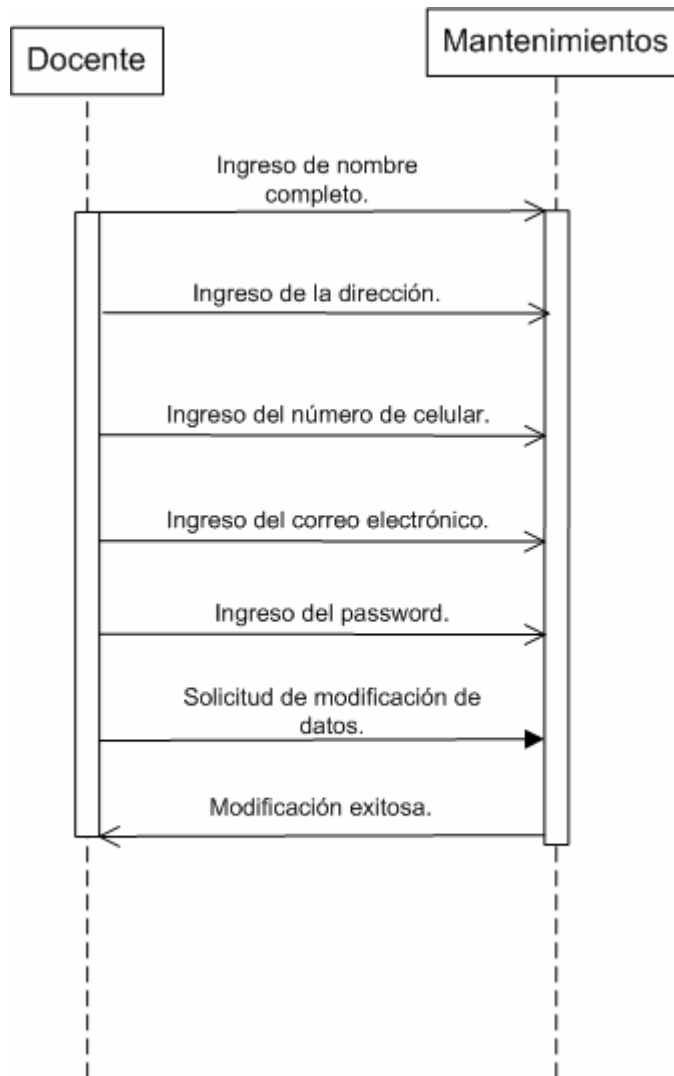 Docente
Mantenimientos
Ingreso de nombre
completo.
Ingreso de la dirección.
Ingreso del número de celular.
Ingreso del correo electrónico.
Ingreso del password.
Solicitud de modificación de
datos.
Modificación exitosa.